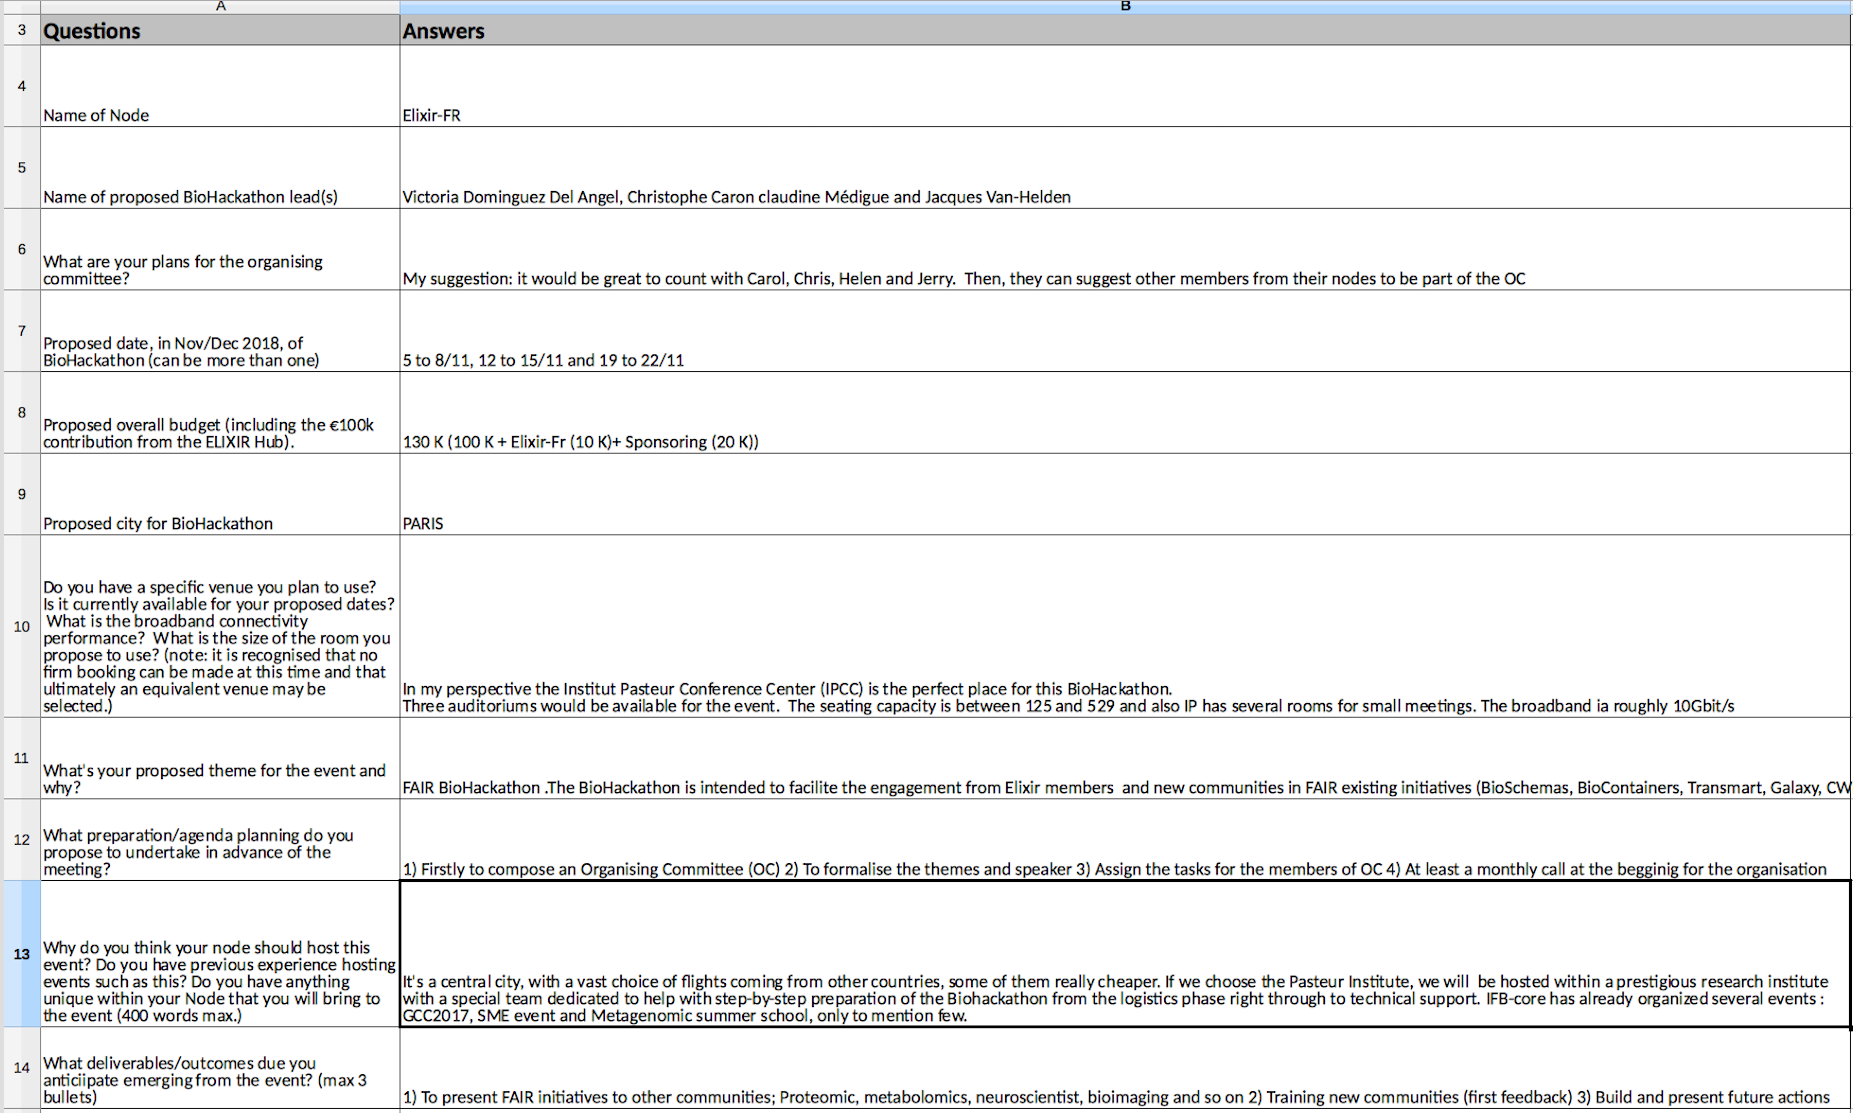 A B
3 Questions Answers
4
Name of Node Elixir-FR
5
Name of proposed BioHackathon lead(s) Victoria Dominguez Del Angel, Christophe Caron claudine Médigue and Jacques Van-Helden
6
What are your plans for the organising
committee? My suggestion: it would be great to count with Carol, Chris, Helen and Jerry.  Then, they can suggest other members from their nodes to be part of the OC
7
Proposed date, in Nov/Dec 2018, of
BioHackathon (can be more than one) 5 to 8/11, 12 to 15/11 and 19 to 22/11
8
Proposed overall budget (including the €100k
contribution from the ELIXIR Hub). 130 K (100 K + Elixir-Fr (10 K)+ Sponsoring (20 K))
9
Proposed city for BioHackathon PARIS
10
Do you have a specific venue you plan to use?
Is it currently available for your proposed dates?
What is the broadband connectivity
performance?  What is the size of the room you
propose to use? (note: it is recognised that no
firm booking can be made at this time and that
ultimately an equivalent venue may be
selected.)
In my perspective the Institut Pasteur Conference Center (IPCC) is the perfect place for this BioHackathon.
Three auditoriums would be available for the event.  The seating capacity is between 125 and 529 and also IP has several rooms for small meetings. The broadband ia roughly 10Gbit/s
11
What's your proposed theme for the event and
why? FAIR BioHackathon .The BioHackathon is intended to facilite the engagement from Elixir members  and new communities in FAIR existing initiatives (BioSchemas, BioContainers, Transmart, Galaxy, CW
12
What preparation/agenda planning do you
propose to undertake in advance of the
meeting? 1) Firstly to compose an Organising Committee (OC) 2) To formalise the themes and speaker 3) Assign the tasks for the members of OC 4) At least a monthly call at the begginig for the organisation
13
Why do you think your node should host this
event? Do you have previous experience hosting
events such as this? Do you have anything
unique within your Node that you will bring to
the event (400 words max.)
It's a central city, with a vast choice of flights coming from other countries, some of them really cheaper. If we choose the Pasteur Institute, we will  be hosted within a prestigious research institute
with a special team dedicated to help with step-by-step preparation of the Biohackathon from the logistics phase right through to technical support. IFB-core has already organized several events :
GCC2017, SME event and Metagenomic summer school, only to mention few.
14
What deliverables/outcomes due you
anticiipate emerging from the event? (max 3
bullets) 1) To present FAIR initiatives to other communities; Proteomic, metabolomics, neuroscientist, bioimaging and so on 2) Training new communities (first feedback) 3) Build and present future actions